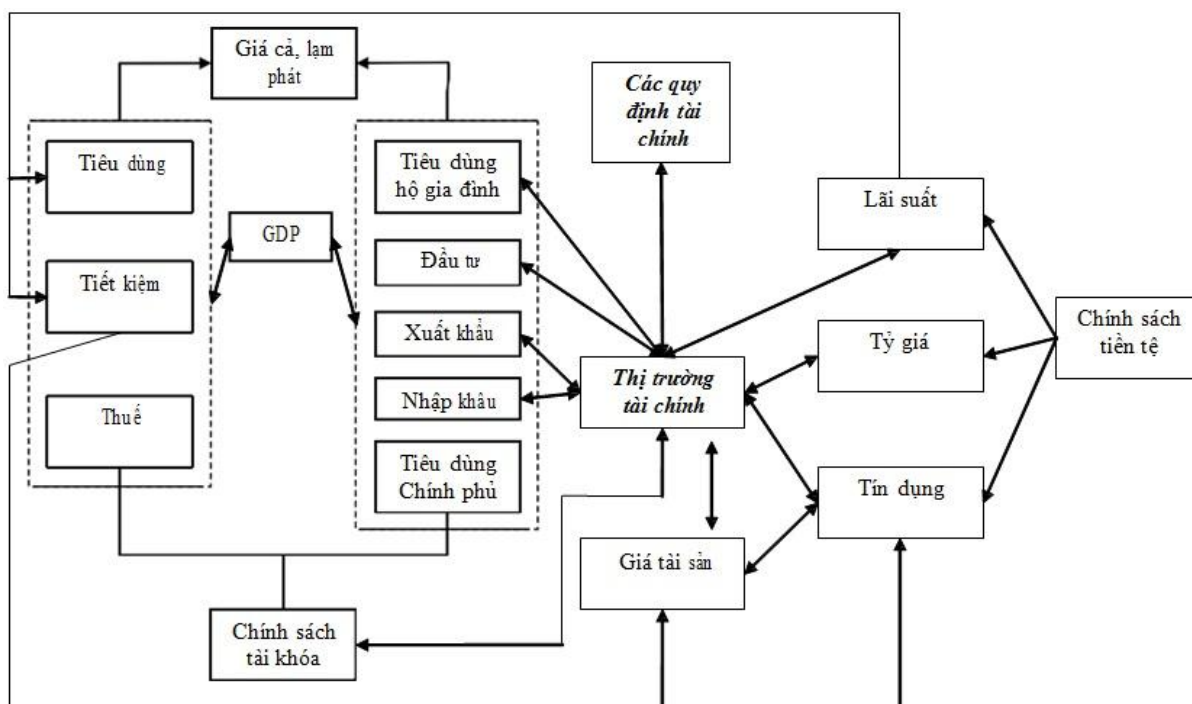 Giá cả, lạm
phát
Các quy
định tài
chính
Tiêu dùng
Tiêu dùng
hộ gia đình
Lãi suất
GDP
Đầu tư
Tiết kiệm
Chính sách
tiền tệ
Xuất khẩu
Tỷ giá
Thị trường
tài chính
Nhập khâu
Thuế
Tiêu dùng
Chính phủ
Tín dụng
Giá tài sản
Chính sách
tài khóa